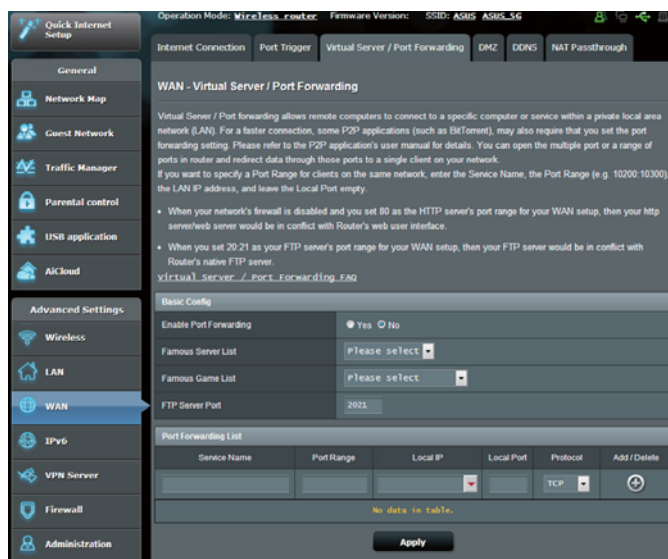 Operation Mode: Wireless router Firmware Version: SSID: ASUS ASUS_5G
Quick Internet
Setup
General
Network Map
Guest Network
Traffic Manager
Parental control
USB application
AiCloud
Advanced Settings
Wireless
LAN
WAN
IPv6
VPN Server
Firewall
Administration
Internet Connection Port Trigger Virtual Server / Port Forwarding DMZ DDNS NAT Passthrough
WAN - Virtual Server / Port Forwarding
Virtual Server / Port forwarding allows remote computers to connect to a specific computer or service within a private local area
network (LAN). For a faster connection, some P2P applications (such as BitTorrent), may also require that you set the port
forwarding setting. Please refer to the P2P application's user manual for details. You can open the multiple port or a range of
ports in router and redirect data through those ports to a single client on your network.
If you want to specify a Port Range for clients on the same network, enter the Service Name, the Port Range (e.g. 10200:10300),
the LAN IP address, and leave the Local Port empty.
• When your network's firewall is disabled and you set 80 as the HTTP server's port range for your WAN setup, then your http
server/web server would be in conflict with Router's web user interface.
• When you set 20:21 as your FTP server's port range for your WAN setup, then your FTP server would be in conflict with
Router's native FTP server.
Virtual Server / Port Forwarding FAQ
Basic Config
Enable Port Forwarding Yes No
Famous Server List Please select
Famous Game List Please select
FTP Server Port 2021
Port Forwarding List
Service Name Port Range Local IP Local Port Protocol Add / Delete
TCP
No data in table.
Apply